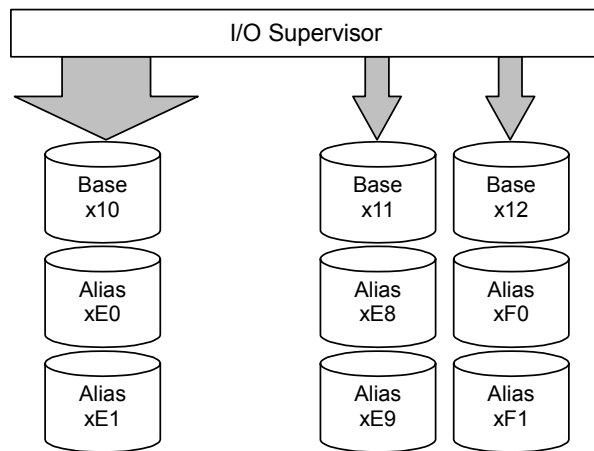 I/O Supervisor
Base
x10
Base
x11
Base
x12
Alias
xE0
Alias
xE8
Alias
xF0
Alias
xE1
Alias
xE9
Alias
xF1